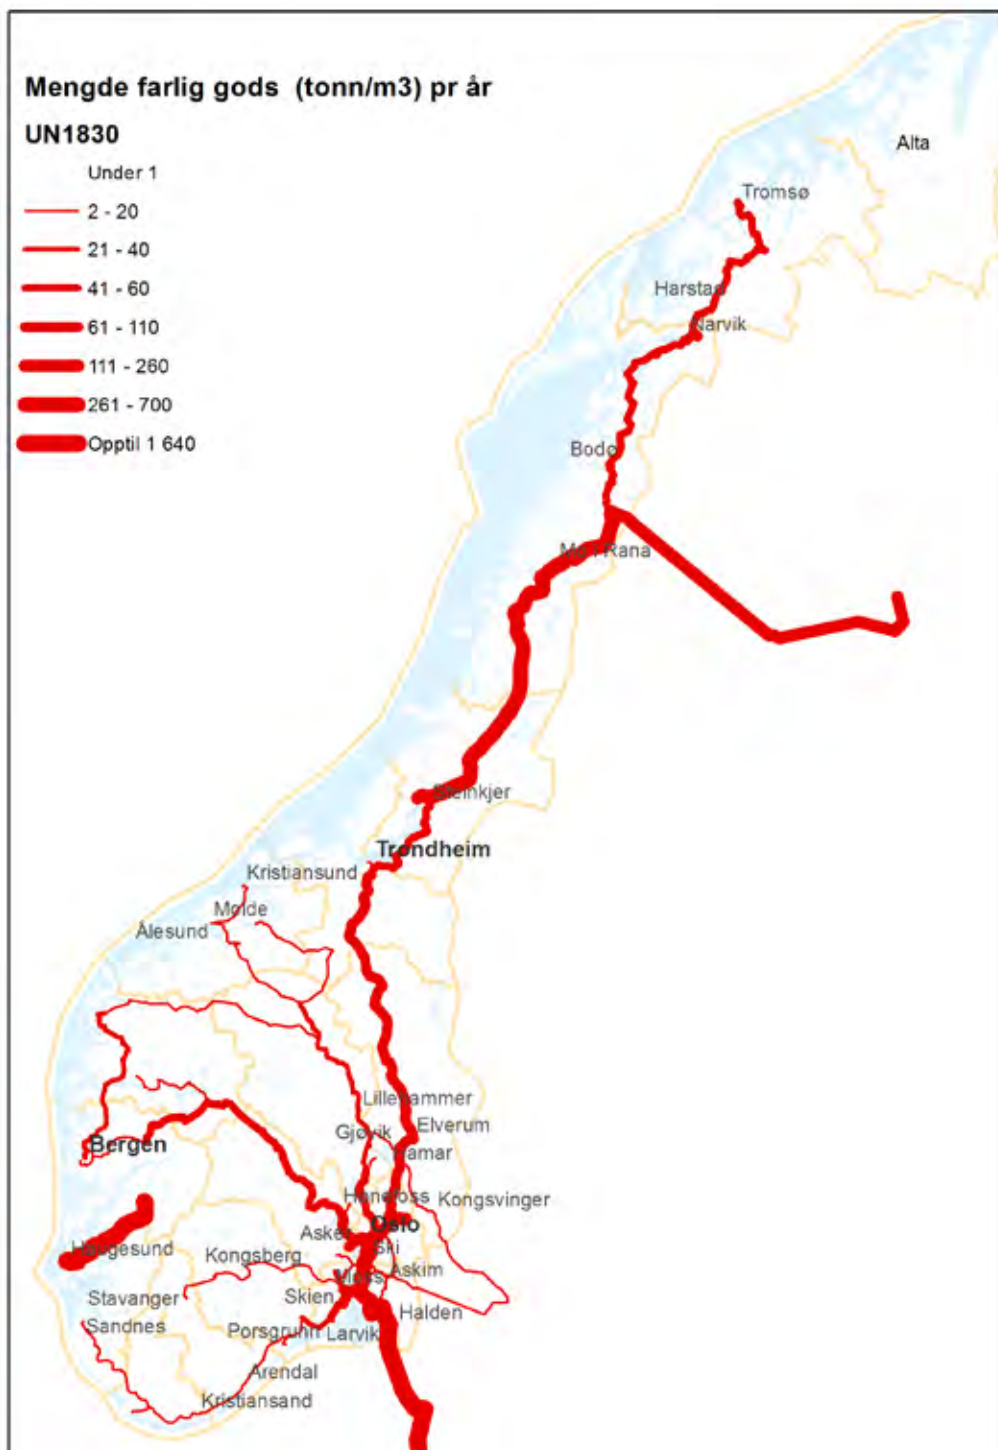 Mengde farlig gods (tonn/m3) pr år
UN1830
Under 1
2 - 20
21 - 40
41 - 60
61 - 110
111 - 260
261 - 700
Opptil 1 640
Alta
Tromsø
Harstad
Narvik
Bodø
Mo i Rana
Steinkjer
Trondheim
Kristiansund
Molde
Ålesund
Lillehammer
Elverum
Gjøvik
Hamar
Bergen
Hønefoss
Kongsvinger
Oslo
Asker
Ski
Haugesund
Kongsberg
Askim
Moss
Stavanger
Skien
Halden
Sandnes
Porsgrunn
Larvik
Arendal
Kristiansand